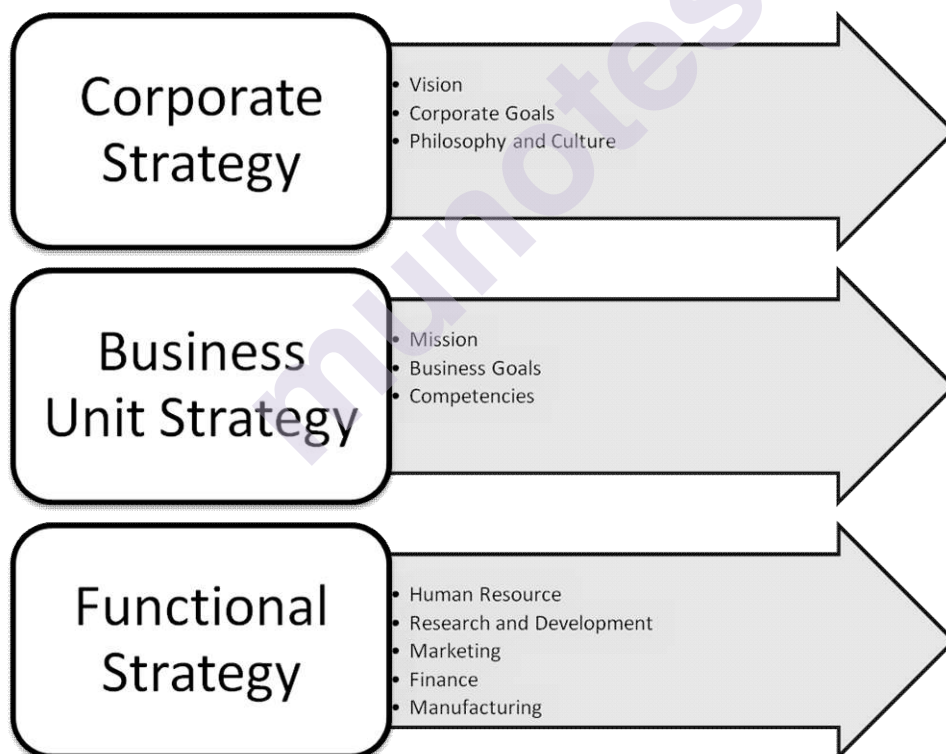 Corporate
Strategy
• Vision
• Corporate Goals
• Philosophy and Culture
Business
Unit Strategy
• Mission
• Business Goals
• Competencies
Functional
Strategy
• Human Resource
• Research and Development
• Marketing
• Finance
• Manufacturing
munotes